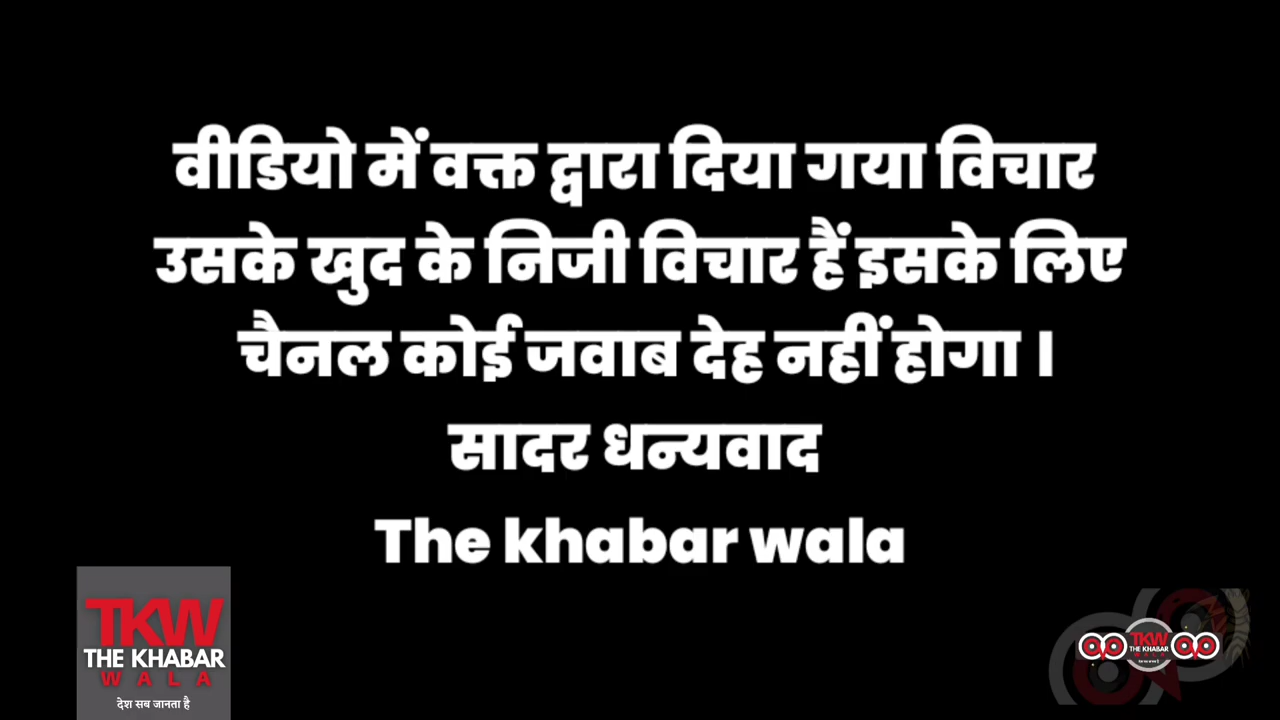 वीडियो में वक्त द्वारा दिया गया विचार
उसके खुद के निजी विचार हैं इसके लिए
चैनल कोई जवाब देह नहीं होगा ।
सादर धन्यवाद
The khabar wala
TKW
THE KHABAR
WALA
देश सब जानता है
TKW
THE KHABAR
WALA